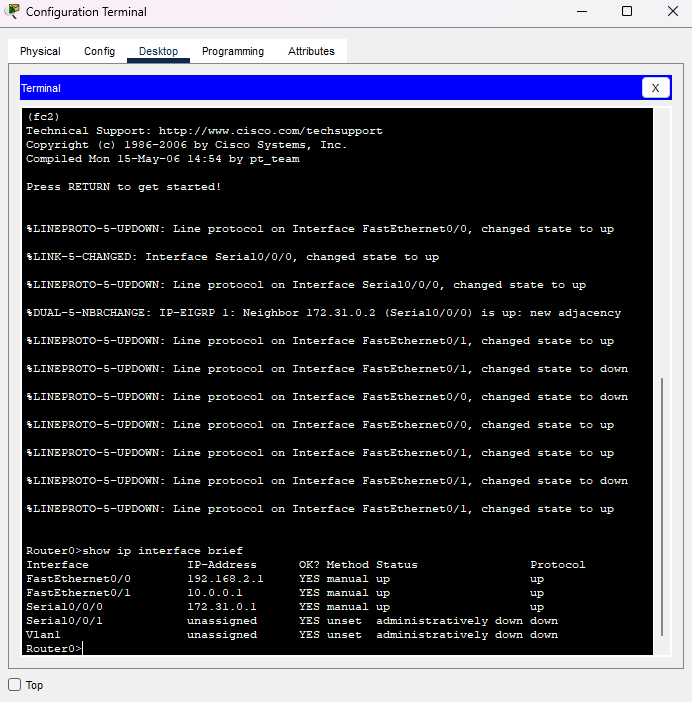 Configuration Terminal
Physical Config Desktop Programming Attributes
Terminal X
(fc2)
Technical Support: http://www.cisco.com/techsupport
Copyright (c) 1986-2006 by Cisco Systems, Inc.
Compiled Mon 15-May-06 14:54 by pt_team
Press RETURN to get started!
%LINEPROTO-5-UPDOWN: Line protocol on Interface FastEthernet0/0, changed state to up
%LINK-5-CHANGED: Interface Serial0/0/0, changed state to up
%LINEPROTO-5-UPDOWN: Line protocol on Interface Serial0/0/0, changed state to up
%DUAL-5-NBRCHANGE: IP-EIGRP 1: Neighbor 172.31.0.2 (Serial0/0/0) is up: new adjacency
%LINEPROTO-5-UPDOWN: Line protocol on Interface FastEthernet0/1, changed state to up
%LINEPROTO-5-UPDOWN: Line protocol on Interface FastEthernet0/1, changed state to down
%LINEPROTO-5-UPDOWN: Line protocol on Interface FastEthernet0/0, changed state to down
%LINEPROTO-5-UPDOWN: Line protocol on Interface FastEthernet0/0, changed state to up
%LINEPROTO-5-UPDOWN: Line protocol on Interface FastEthernet0/1, changed state to up
%LINEPROTO-5-UPDOWN: Line protocol on Interface FastEthernet0/1, changed state to down
%LINEPROTO-5-UPDOWN: Line protocol on Interface FastEthernet0/1, changed state to up
Router0>show ip interface brief
Interface IP-Address OK? Method Status Protocol
FastEthernet0/0 192.168.2.1 YES manual up up
FastEthernet0/1 10.0.0.1 YES manual up up
Serial0/0/0 172.31.0.1 YES manual up up
Serial0/0/1 unassigned YES unset administratively down down
Vlan1 unassigned YES unset administratively down down
Router0>
Top